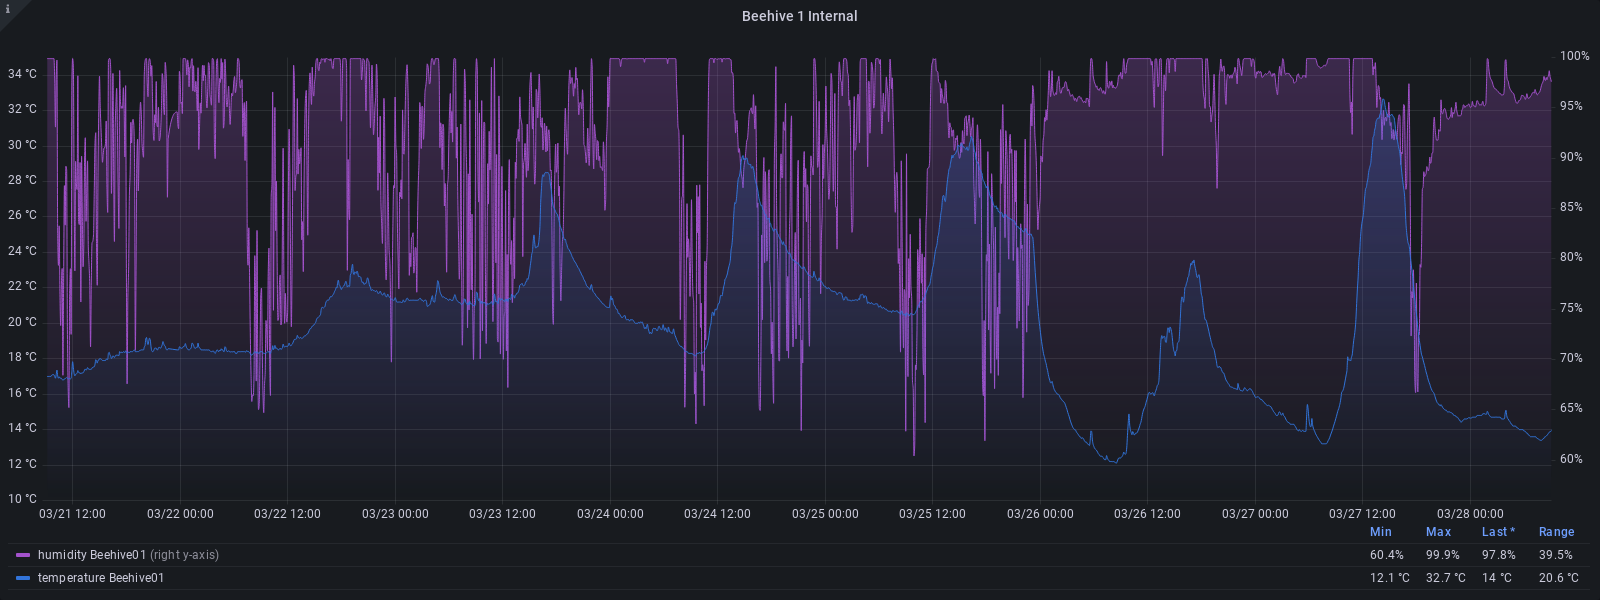 i
Beehive 1 Internal
34 °C
32 °C
30 °C
28 °C
26 °C
24 °C
22 °C
20 °C
18 °C
16 °C
14 °C
12 °C
10 °C
100%
95%
90%
85%
80%
75%
70%
65%
60%
03/21 12:00 03/22 00:00 03/22 12:00 03/23 00:00 03/23 12:00 03/24 00:00 03/24 12:00 03/25 00:00 03/25 12:00 03/26 00:00 03/26 12:00 03/27 00:00 03/27 12:00 03/28 00:00
Min Max Last * Range
humidity Beehive01 (right y-axis) 60.4% 99.9% 97.8% 39.5%
temperature Beehive01 12.1 °C 32.7 °C 14 °C 20.6 °C